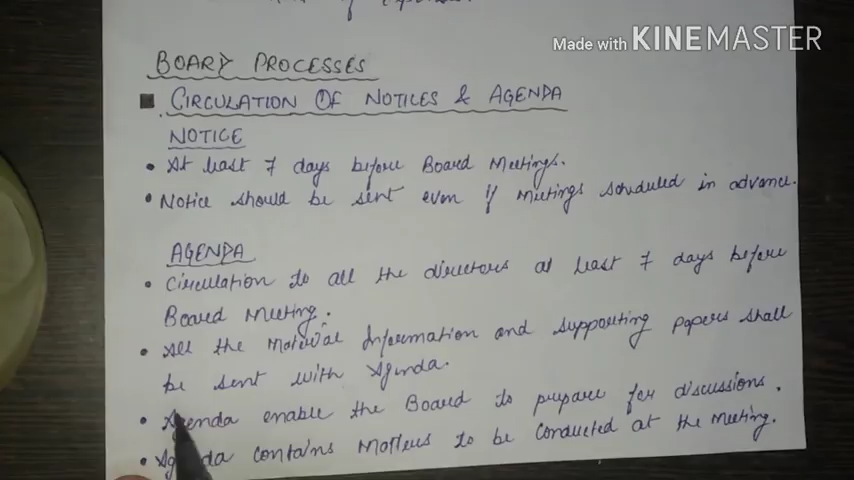 Made with KINEMASTER
BOARD PROCESSES
CIRCULATION OF NOTICES & AGENDA
NOTICE
• At least 7 days before Board Meetings.
• Notice should be sent even if Meetings scheduled in advance.
AGENDA
• Circulation to all the directors at least 7 days before
Board Meeting.
• All the Material Information and supporting papers shall
be sent with Agenda.
• Agenda enable the Board to prepare for discussions.
• Agenda contains Matters to be conducted at the Meeting.